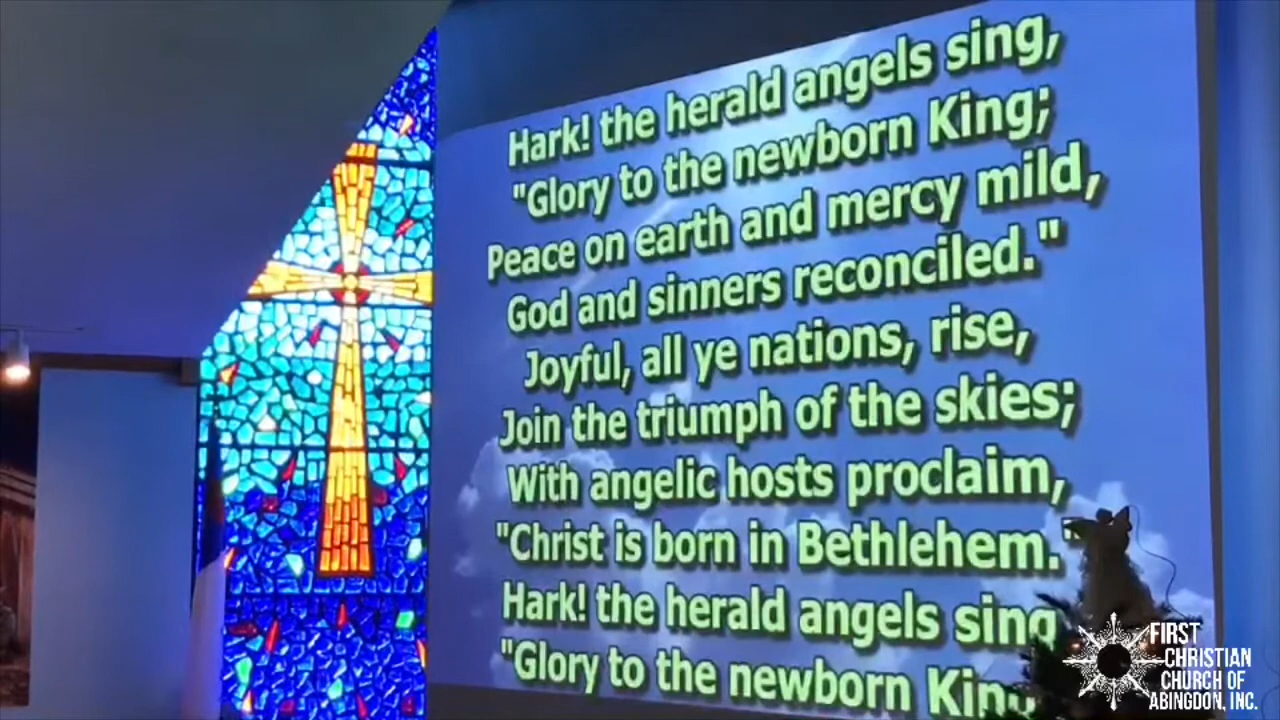 Hark! the herald angels sing,
"Glory to the newborn King;
Peace on earth and mercy mild,
God and sinners reconciled."
Joyful, all ye nations, rise,
Join the triumph of the skies;
With angelic hosts proclaim,
"Christ is born in Bethlehem."
Hark! the herald angels sing
"Glory to the newborn King
FIRST
CHRISTIAN
CHURCH OF
ABINGDON, INC.